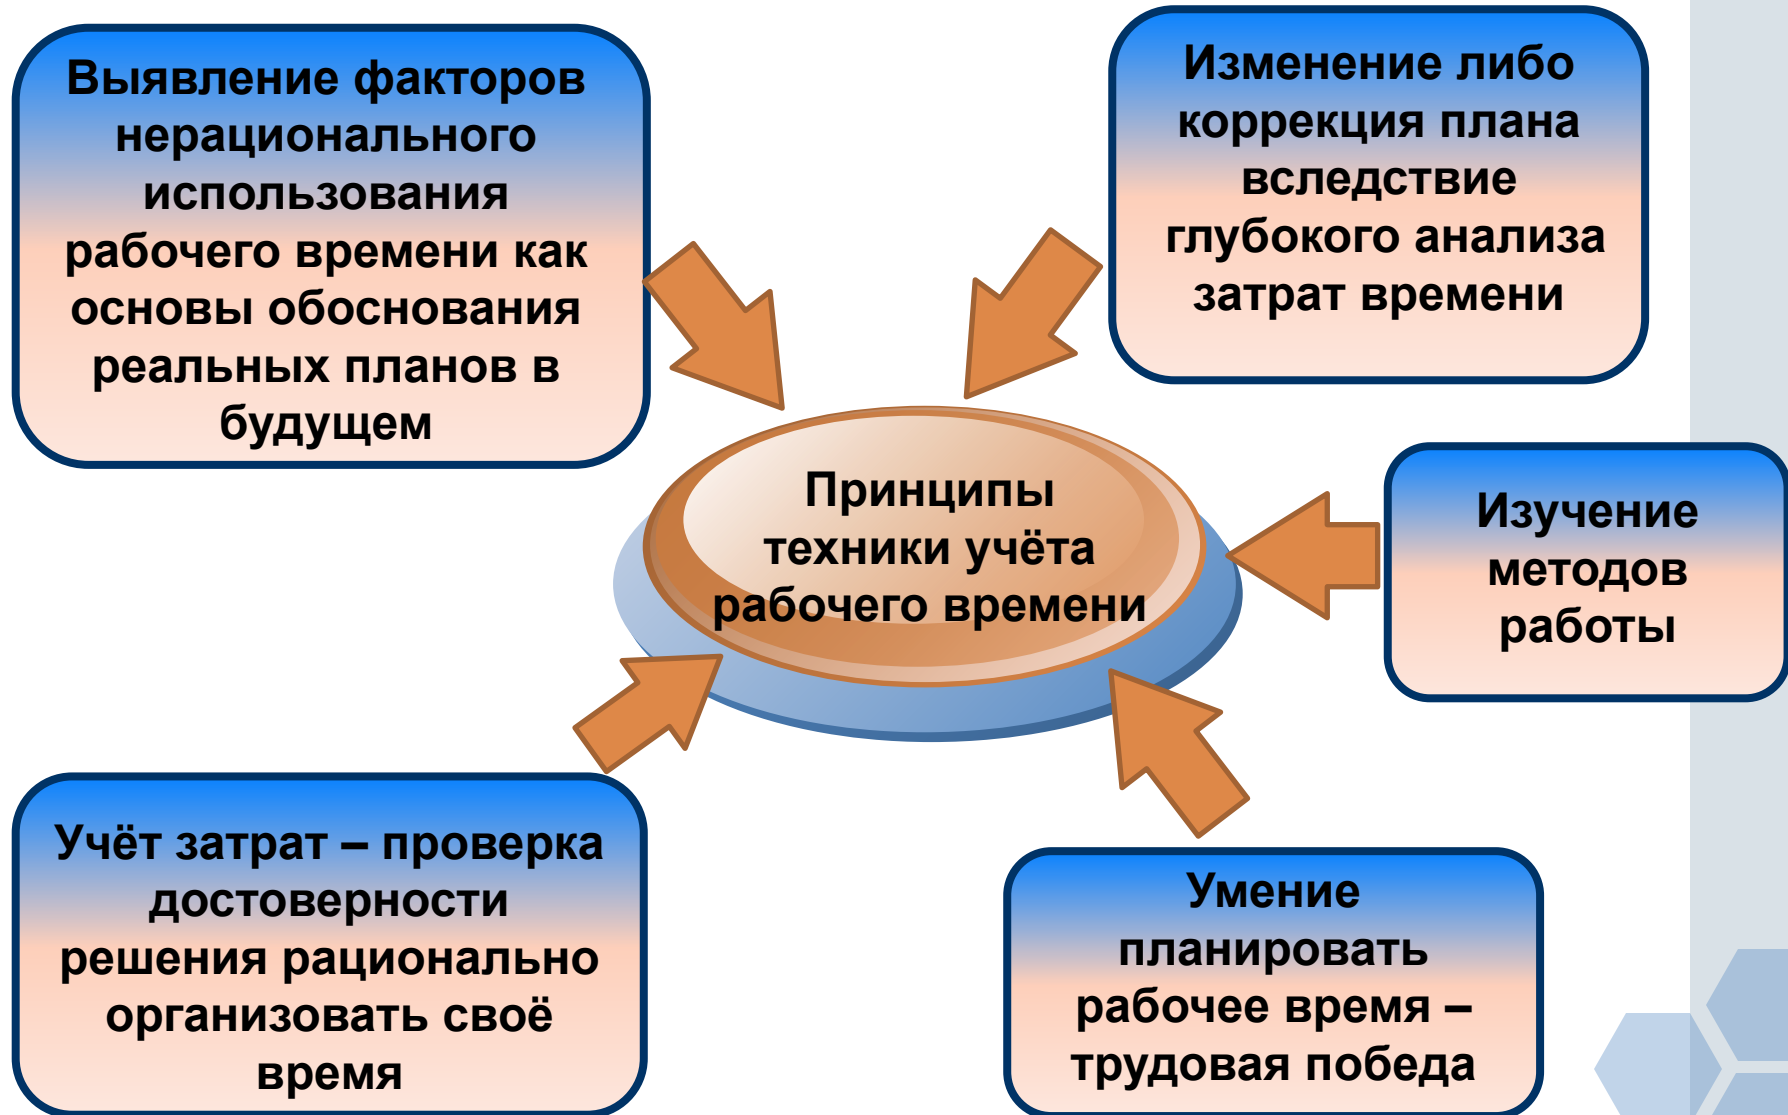 Выявление факторов
нерационального
использования
рабочего времени как
основы обоснования
реальных планов в
будущем
Изменение либо
коррекция плана
вследствие
глубокого анализа
затрат времени
Принципы
техники учёта
рабочего времени
Изучение
методов
работы
Учёт затрат – проверка
достоверности
решения рационально
организовать своё
время
Умение
планировать
рабочее время –
трудовая победа